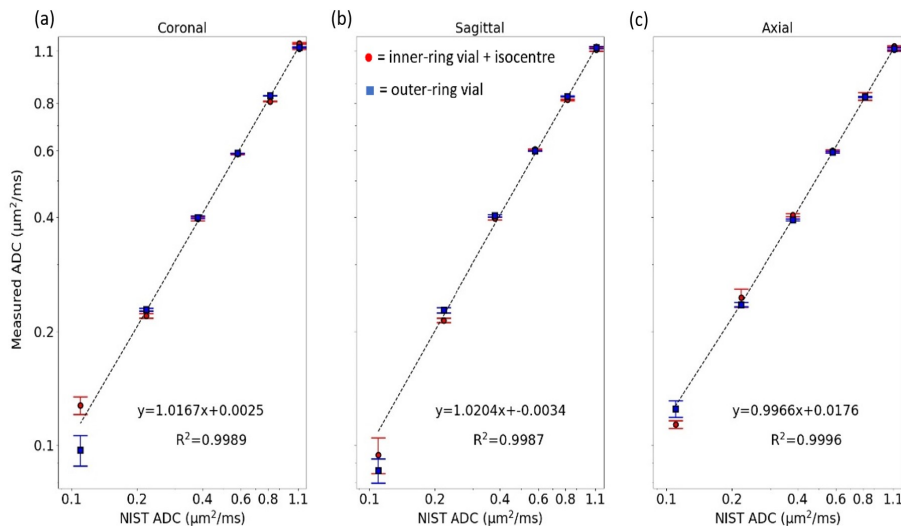 (a)
Coronal
(b)
Sagittal
(c)
Axial
1.1
0.8
0.6
0.4
0.2
0.1
Measured ADC (μm²/ms)
y=1.0167x+0.0025
R²=0.9989
0.1 0.2 0.4 0.6 0.8 1.1
NIST ADC (μm²/ms)
= inner-ring vial + isocentre
= outer-ring vial
y=1.0204x+-0.0034
R²=0.9987
0.1 0.2 0.4 0.6 0.8 1.1
NIST ADC (μm²/ms)
y=0.9966x+0.0176
R²=0.9996
0.1 0.2 0.4 0.6 0.8 1.1
NIST ADC (μm²/ms)